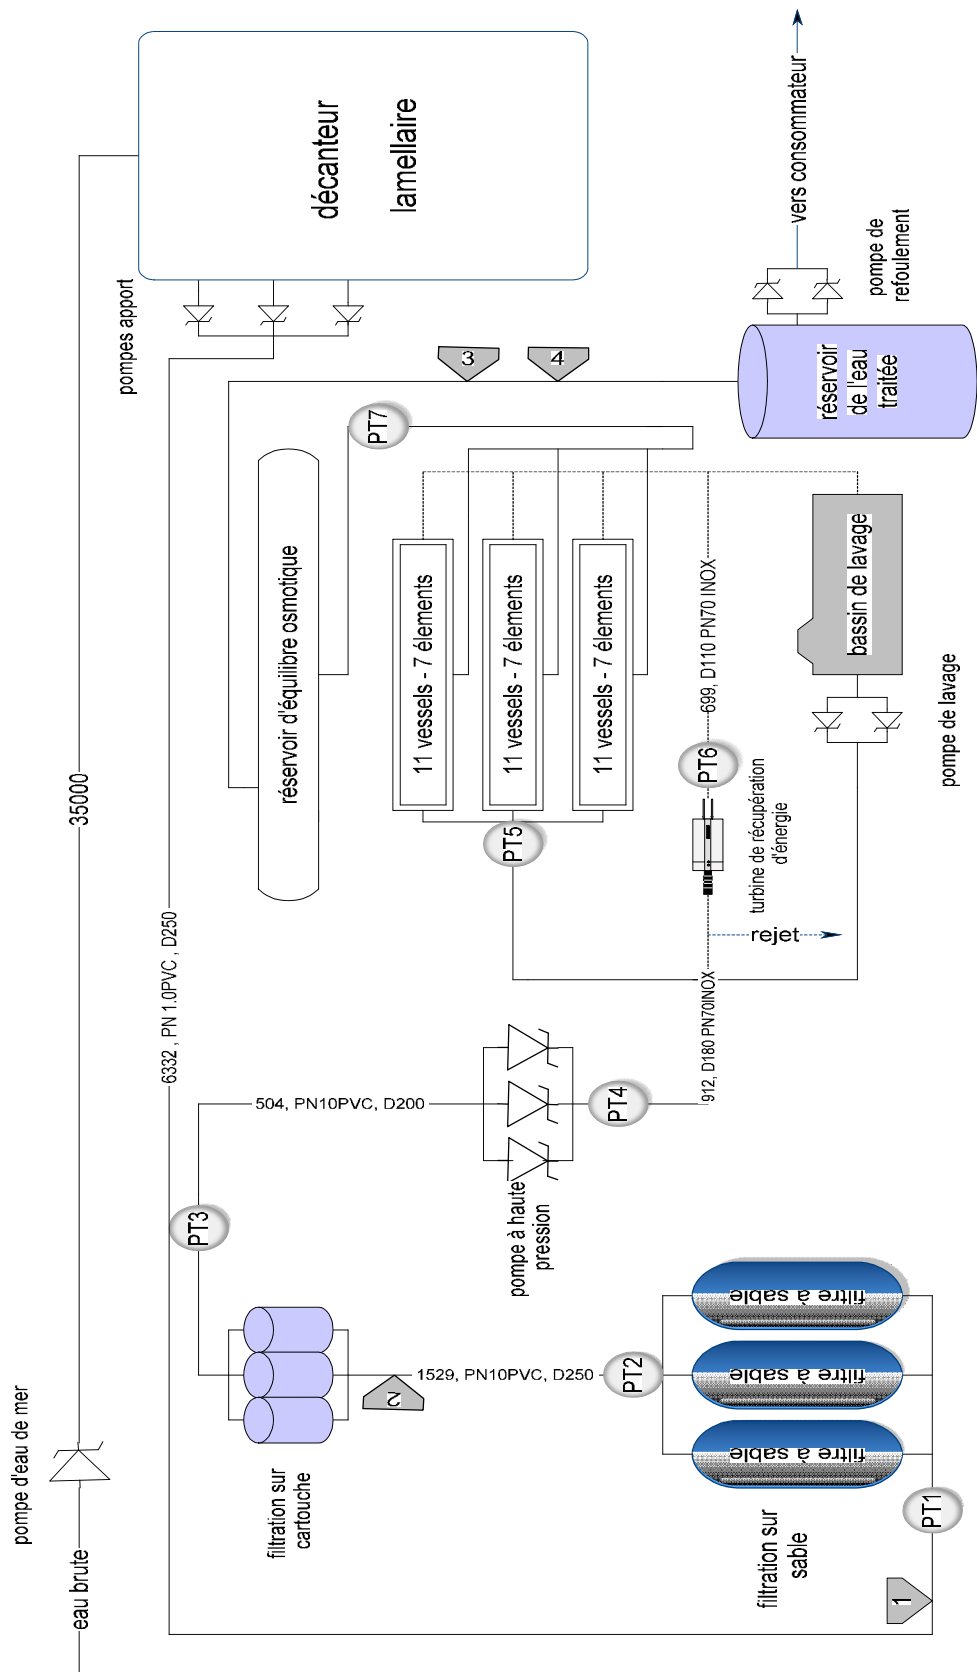 eau brute
pompe d'eau de mer
35000
décanteur
lamellaire
pompes apport
6332 , PN 1.0PVC , D250
1
PT1
filtration sur
sable
filtre à sable
filtre à sable
filtre à sable
PT2
1529, PN10PVC, D250
2
filtration sur
cartouche
PT3
504, PN10PVC, D200
pompe à haute
pression
PT4
912, D180 PN70INOX
rejet
turbine de récupération
d'énergie
PT6
699, D110 PN70 INOX
PT5
11 vessels - 7 élements
11 vessels - 7 élements
11 vessels - 7 élements
PT7
réservoir d'équilibre osmotique
3
4
réservoir
de l'eau
traitée
pompe de
refoulement
vers consommateur
bassin de lavage
pompe de lavage